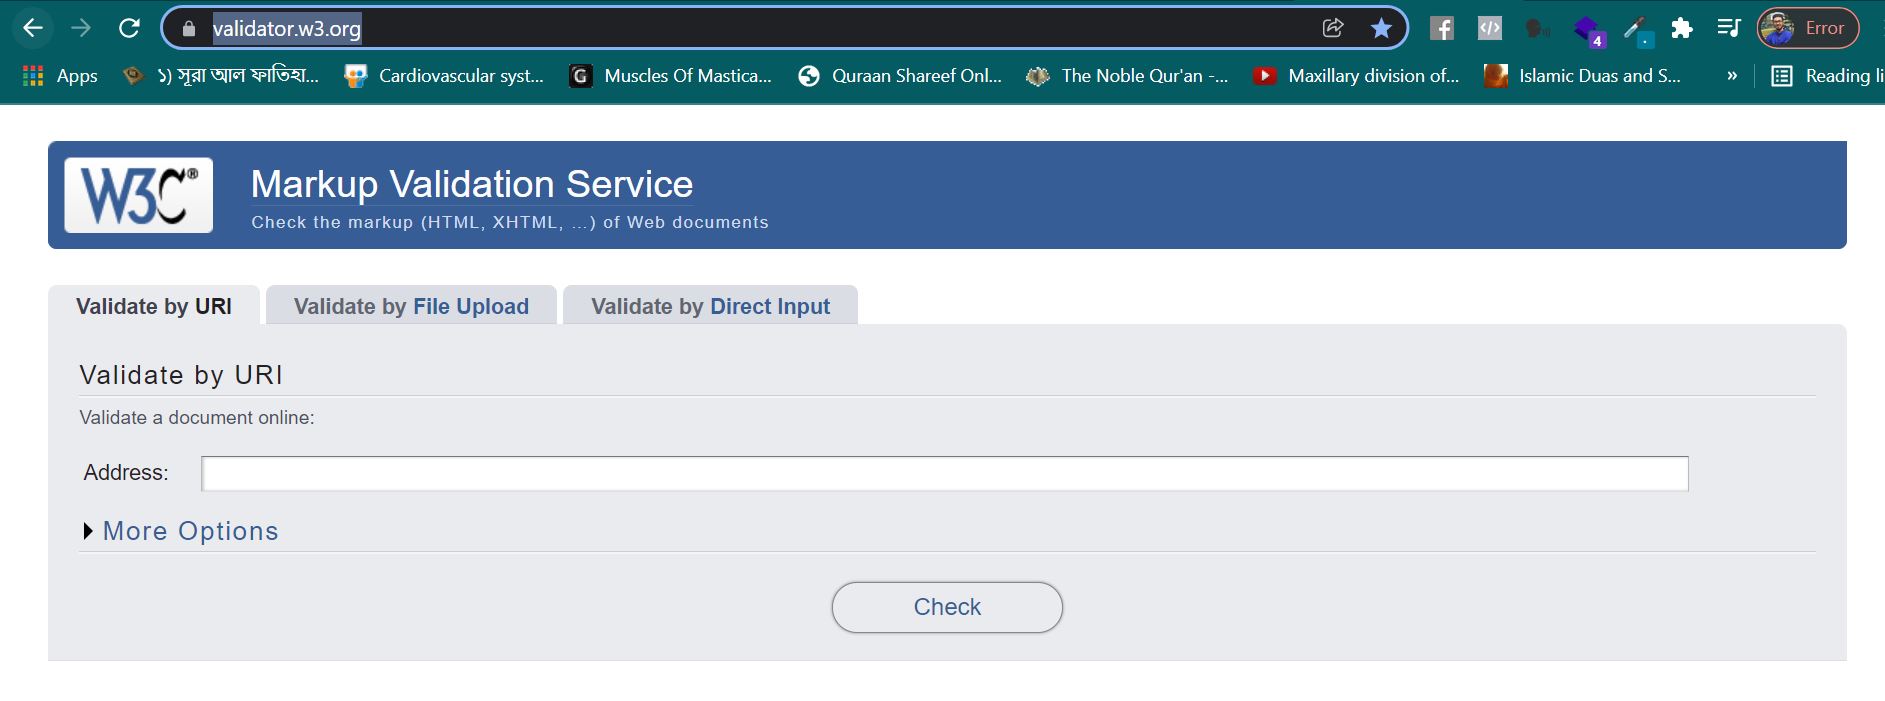 validator.w3.org
4
Error
Apps
১) সূরা আল ফাতিহা...
Cardiovascular syst...
G
Muscles Of Mastica...
Quraan Shareef Onl...
The Noble Qur'an -...
Maxillary division of...
Islamic Duas and S...
»
Reading li
W3C®
Markup Validation Service
Check the markup (HTML, XHTML, …) of Web documents
Validate by URI
Validate by File Upload
Validate by Direct Input
Validate by URI
Validate a document online:
Address:
More Options
Check